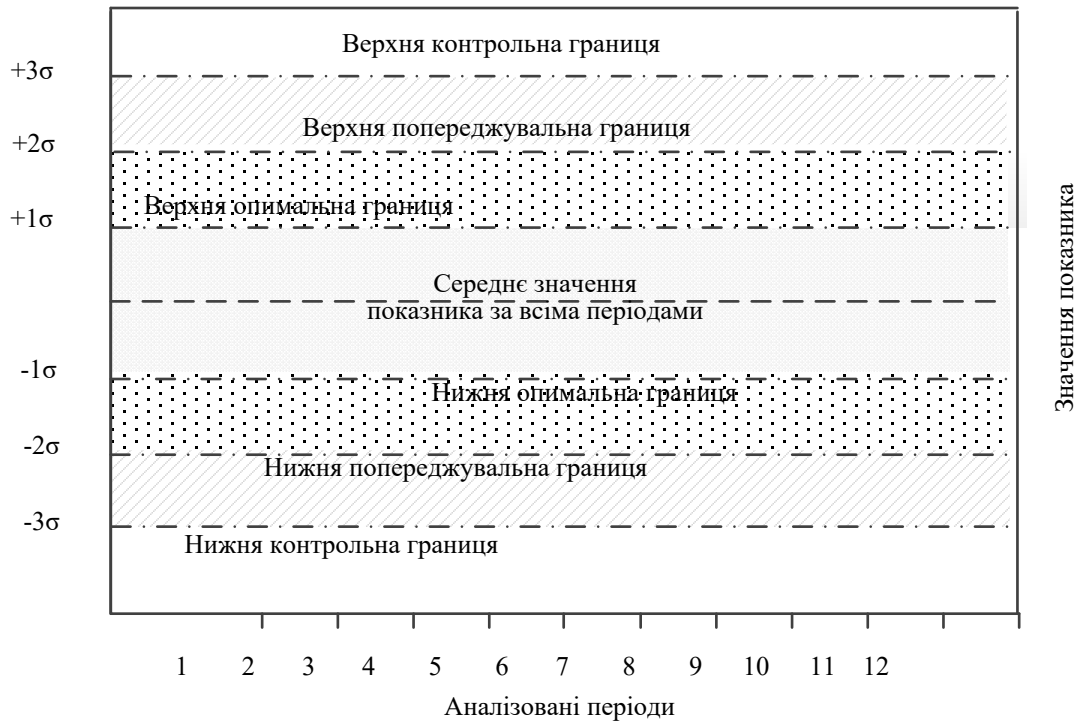 Верхня контрольна границя
+3σ
Верхня попереджувальна границя
+2σ
Верхня опимальна границя
+1σ
Середнє значення
показника за всіма періодами
-1σ
Нижня опимальна границя
-2σ
Нижня попереджувальна границя
-3σ
Нижня контрольна границя
Значення показника
1 2 3 4 5 6 7 8 9 10 11 12
Аналізовані періоди